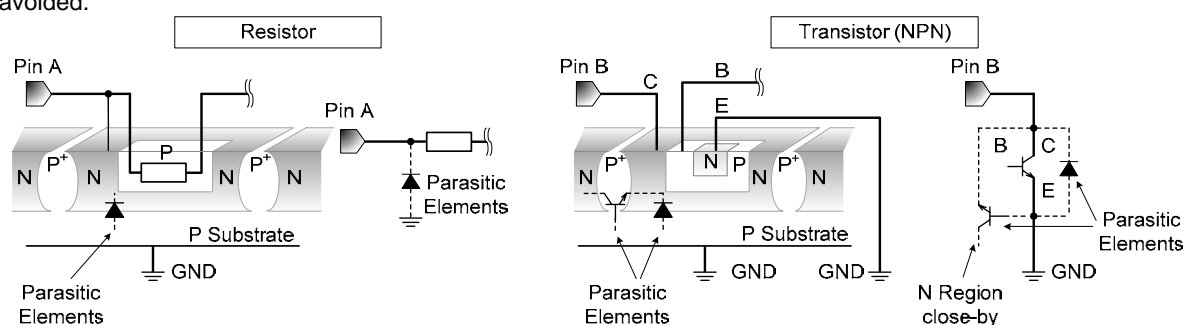 avoided.
Resistor
Transistor (NPN)
Pin A
Pin A
N
P+
N
P
N
P+
N
Parasitic
Elements
P Substrate
GND
Parasitic
Elements
Pin B
C
B
E
N
P+
N
P
N
P+
N
P Substrate
GND
GND
Parasitic
Elements
Pin B
B
C
E
Parasitic
Elements
GND
N Region
close-by